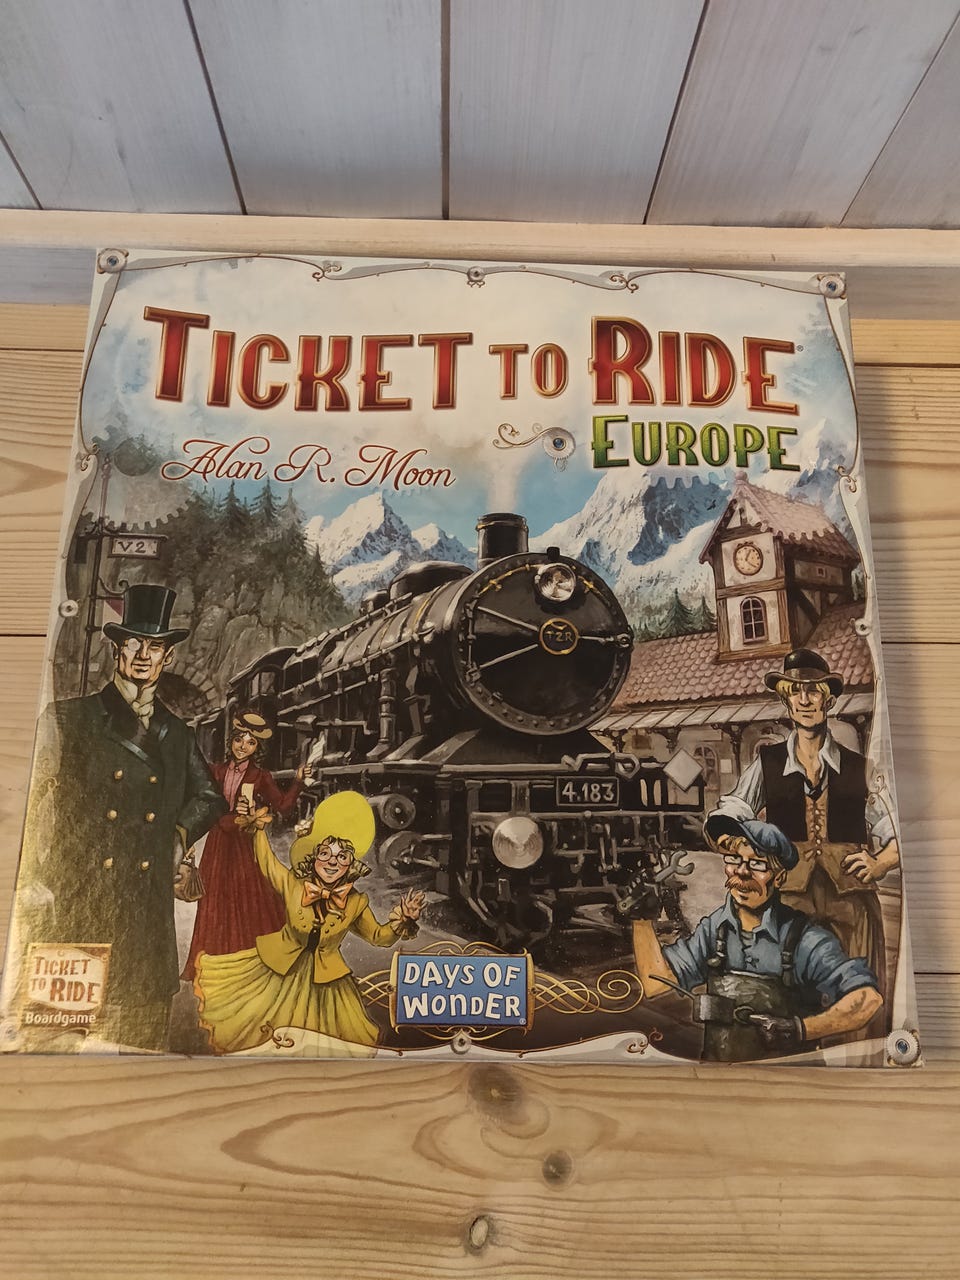 TICKET TO RIDE®
EUROPE
Alan R. Moon
V2
T2R
4.183
DAYS OF
WONDER®
TICKET
TO
RIDE
Boardgame